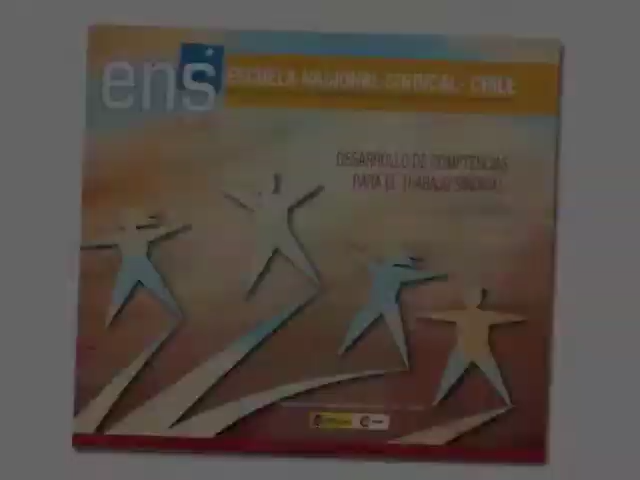 ens
ESCUELA NACIONAL SINDICAL - CHILE
DESARROLLO DE COMPETENCIAS
PARA EL TRABAJO SINDICAL